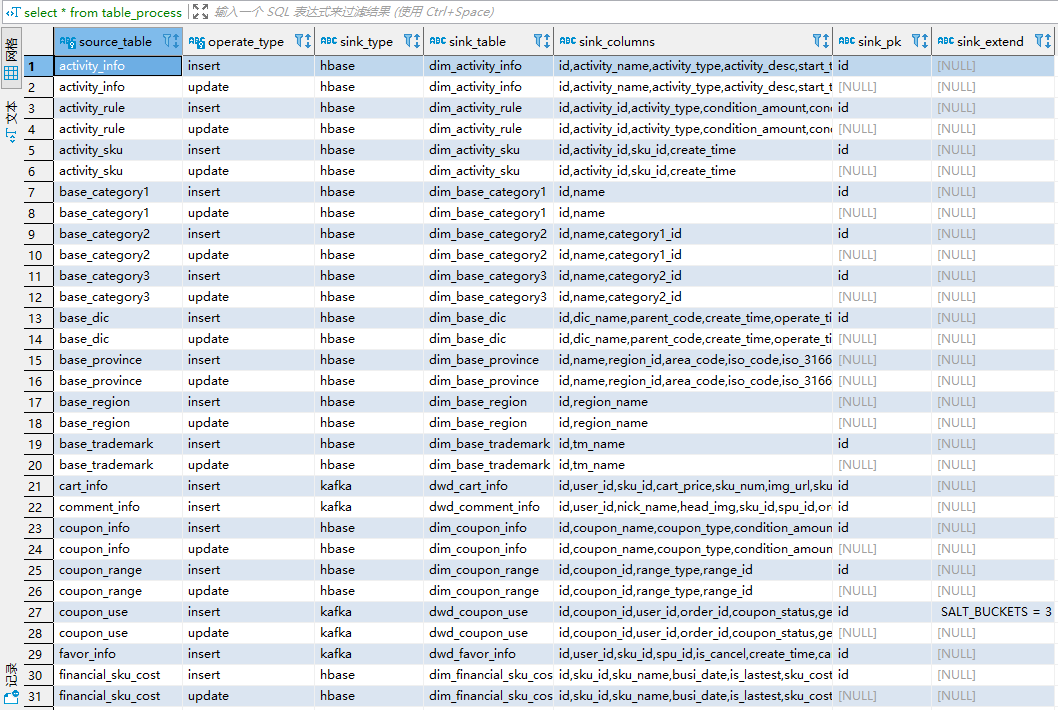 select * from table_process 输入一个 SQL 表达式来过滤结果 (使用 Ctrl+Space)
网格
文本
记录
ABC source_table ABC operate_type ABC sink_type ABC sink_table ABC sink_columns ABC sink_pk ABC sink_extend
1 activity_info insert hbase dim_activity_info id,activity_name,activity_type,activity_desc,start_t id [NULL]
2 activity_info update hbase dim_activity_info id,activity_name,activity_type,activity_desc,start_t [NULL] [NULL]
3 activity_rule insert hbase dim_activity_rule id,activity_id,activity_type,condition_amount,con id [NULL]
4 activity_rule update hbase dim_activity_rule id,activity_id,activity_type,condition_amount,con [NULL] [NULL]
5 activity_sku insert hbase dim_activity_sku id,activity_id,sku_id,create_time id [NULL]
6 activity_sku update hbase dim_activity_sku id,activity_id,sku_id,create_time [NULL] [NULL]
7 base_category1 insert hbase dim_base_category1 id,name id [NULL]
8 base_category1 update hbase dim_base_category1 id,name [NULL] [NULL]
9 base_category2 insert hbase dim_base_category2 id,name,category1_id id [NULL]
10 base_category2 update hbase dim_base_category2 id,name,category1_id [NULL] [NULL]
11 base_category3 insert hbase dim_base_category3 id,name,category2_id id [NULL]
12 base_category3 update hbase dim_base_category3 id,name,category2_id [NULL] [NULL]
13 base_dic insert hbase dim_base_dic id,dic_name,parent_code,create_time,operate_ti id [NULL]
14 base_dic update hbase dim_base_dic id,dic_name,parent_code,create_time,operate_ti [NULL] [NULL]
15 base_province insert hbase dim_base_province id,name,region_id,area_code,iso_code,iso_3166 [NULL] [NULL]
16 base_province update hbase dim_base_province id,name,region_id,area_code,iso_code,iso_3166 [NULL] [NULL]
17 base_region insert hbase dim_base_region id,region_name [NULL] [NULL]
18 base_region update hbase dim_base_region id,region_name [NULL] [NULL]
19 base_trademark insert hbase dim_base_trademark id,tm_name id [NULL]
20 base_trademark update hbase dim_base_trademark id,tm_name [NULL] [NULL]
21 cart_info insert kafka dwd_cart_info id,user_id,sku_id,cart_price,sku_num,img_url,sku id [NULL]
22 comment_info insert kafka dwd_comment_info id,user_id,nick_name,head_img,sku_id,spu_id,or id [NULL]
23 coupon_info insert hbase dim_coupon_info id,coupon_name,coupon_type,condition_amoun id [NULL]
24 coupon_info update hbase dim_coupon_info id,coupon_name,coupon_type,condition_amoun [NULL] [NULL]
25 coupon_range insert hbase dim_coupon_range id,coupon_id,range_type,range_id id [NULL]
26 coupon_range update hbase dim_coupon_range id,coupon_id,range_type,range_id [NULL] [NULL]
27 coupon_use insert kafka dwd_coupon_use id,coupon_id,user_id,order_id,coupon_status,ge id SALT_BUCKETS = 3
28 coupon_use update kafka dwd_coupon_use id,coupon_id,user_id,order_id,coupon_status,ge [NULL] [NULL]
29 favor_info insert kafka dwd_favor_info id,user_id,sku_id,spu_id,is_cancel,create_time,ca id [NULL]
30 financial_sku_cost insert hbase dim_financial_sku_cos id,sku_id,sku_name,busi_date,is_lastest,sku_cost id [NULL]
31 financial_sku_cost update hbase dim_financial_sku_cos id,sku_id,sku_name,busi_date,is_lastest,sku_cost [NULL] [NULL]